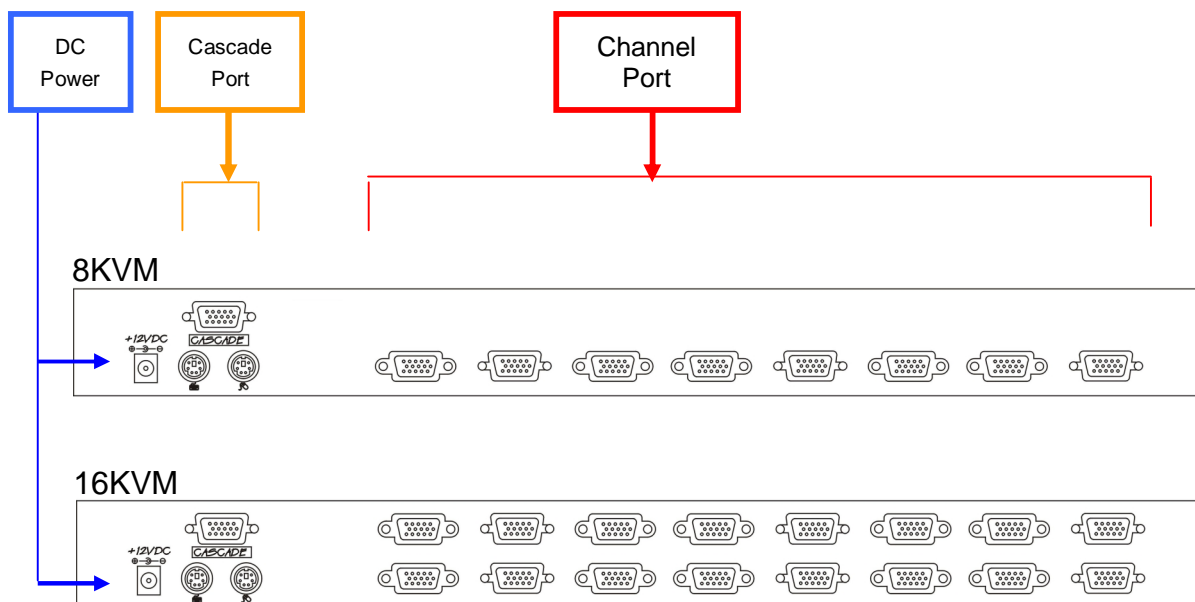 DC
Power
Cascade
Port
Channel
Port
8KVM
+12VDC
CASCADE
16KVM
+12VDC
CASCADE